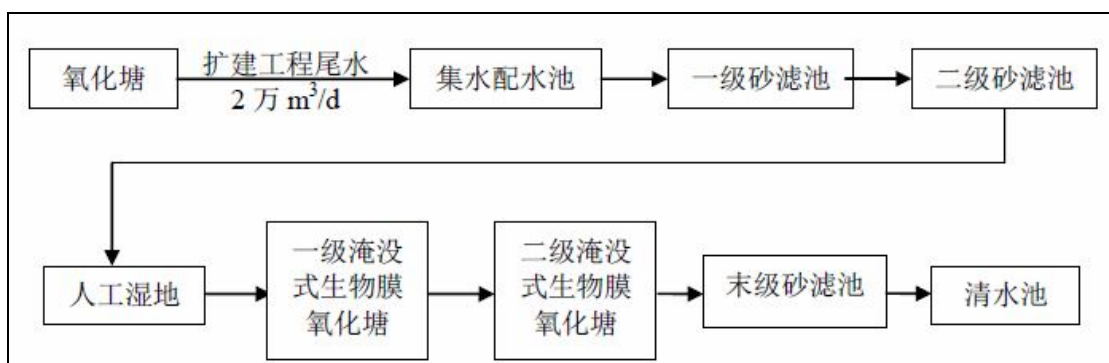 氧化塘
扩建工程尾水
2 万 m³/d
集水配水池
一级砂滤池
二级砂滤池
人工湿地
一级淹没
式生物膜
氧化塘
二级淹没
式生物膜
氧化塘
末级砂滤池
清水池